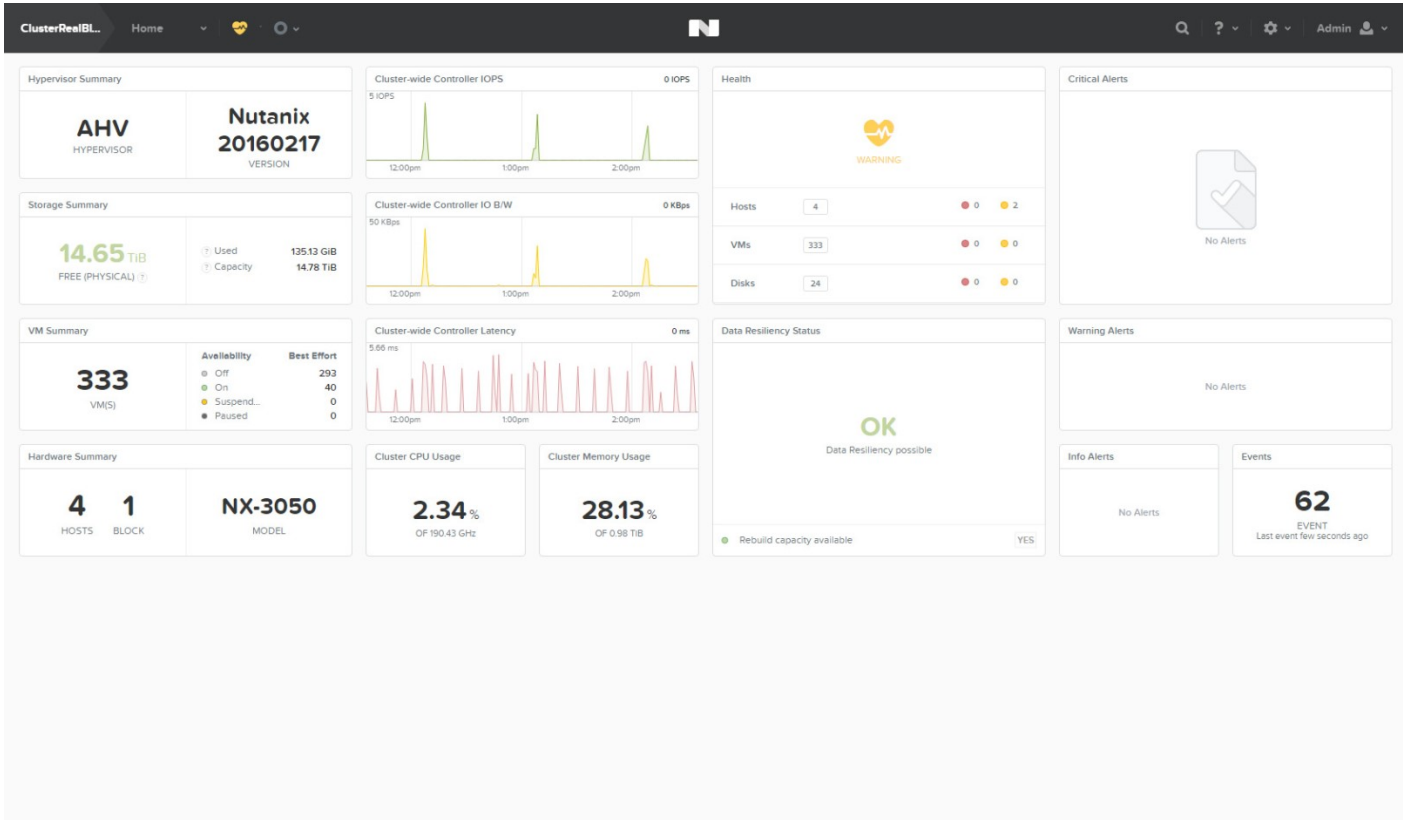 ClusterRealBl... Home ? Admin
Hypervisor Summary
AHV
HYPERVISOR
Nutanix
20160217
VERSION
Cluster-wide Controller IOPS 0 IOPS
5 IOPS
12:00pm 1:00pm 2:00pm
Health
WARNING
Hosts 4 0 2
VMs 333 0 0
Disks 24 0 0
Critical Alerts
No Alerts
Storage Summary
14.65 TiB
FREE (PHYSICAL) ?
? Used 135.13 GiB
? Capacity 14.78 TiB
Cluster-wide Controller IO B/W 0 KBps
50 KBps
12:00pm 1:00pm 2:00pm
VM Summary
333
VM(S)
Availability Best Effort
Off 293
On 40
Suspend... 0
Paused 0
Cluster-wide Controller Latency 0 ms
5.66 ms
12:00pm 1:00pm 2:00pm
Data Resiliency Status
OK
Data Resiliency possible
Rebuild capacity available YES
Warning Alerts
No Alerts
Hardware Summary
4 1
HOSTS BLOCK
NX-3050
MODEL
Cluster CPU Usage
2.34 %
OF 190.43 GHz
Cluster Memory Usage
28.13 %
OF 0.98 TiB
Info Alerts
No Alerts
Events
62
EVENT
Last event few seconds ago